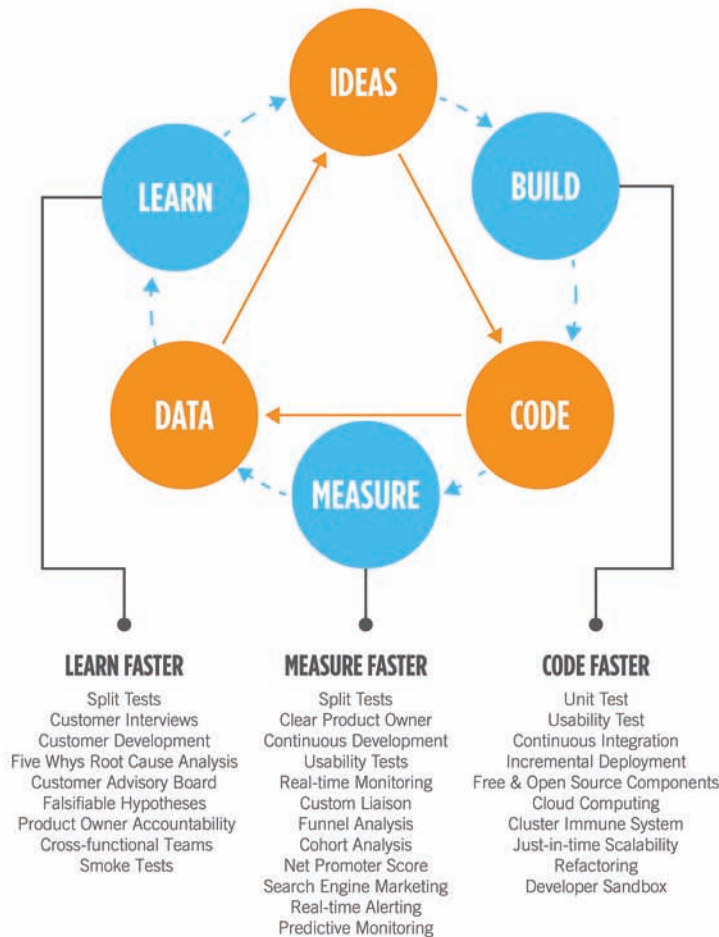 IDEAS
LEARN
BUILD
DATA
CODE
MEASURE
LEARN FASTER
Split Tests
Customer Interviews
Customer Development
Five Whys Root Cause Analysis
Customer Advisory Board
Falsifiable Hypotheses
Product Owner Accountability
Cross-functional Teams
Smoke Tests
MEASURE FASTER
Split Tests
Clear Product Owner
Continuous Development
Usability Tests
Real-time Monitoring
Custom Liaison
Funnel Analysis
Cohort Analysis
Net Promoter Score
Search Engine Marketing
Real-time Alerting
Predictive Monitoring
CODE FASTER
Unit Test
Usability Test
Continuous Integration
Incremental Deployment
Free & Open Source Components
Cloud Computing
Cluster Immune System
Just-in-time Scalability
Refactoring
Developer Sandbox